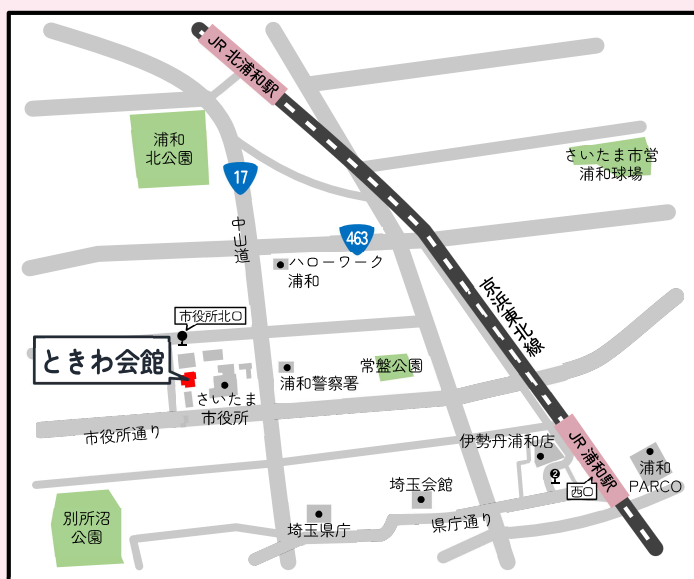 JR 北浦和駅
浦和
北公園
さいたま市営
浦和球場
17
中山道
463
ハローワーク
浦和
京浜東北線
市役所北口
ときわ会館
常盤公園
浦和警察署
さいたま
市役所
市役所通り
伊勢丹浦和店
JR 浦和駅
浦和
PARCO
2
西口
埼玉会館
別所沼
公園
埼玉県庁
県庁通り